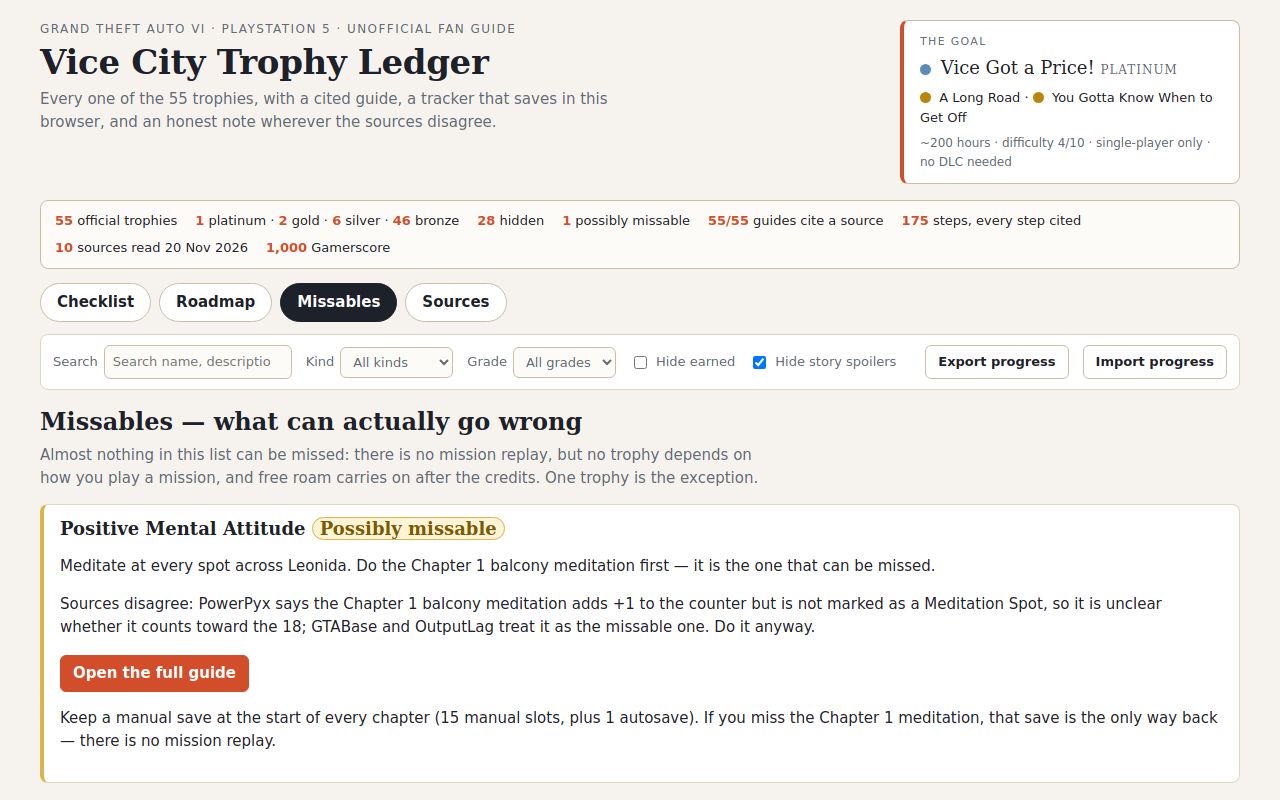 GRAND THEFT AUTO VI · PLAYSTATION 5 · UNOFFICIAL FAN GUIDE
Vice City Trophy Ledger
Every one of the 55 trophies, with a cited guide, a tracker that saves in this
browser, and an honest note wherever the sources disagree.
THE GOAL
Vice Got a Price! PLATINUM
A Long Road · You Gotta Know When to
Get Off
~200 hours · difficulty 4/10 · single-player only ·
no DLC needed
55 official trophies 1 platinum · 2 gold · 6 silver · 46 bronze 28 hidden 1 possibly missable 55/55 guides cite a source 175 steps, every step cited
10 sources read 20 Nov 2026 1,000 Gamerscore
Checklist Roadmap Missables Sources
Search Search name, descriptio Kind All kinds Grade All grades Hide earned Hide story spoilers Export progress Import progress
Missables — what can actually go wrong
Almost nothing in this list can be missed: there is no mission replay, but no trophy depends on
how you play a mission, and free roam carries on after the credits. One trophy is the exception.
Positive Mental Attitude Possibly missable
Meditate at every spot across Leonida. Do the Chapter 1 balcony meditation first — it is the one that can be missed.
Sources disagree: PowerPyx says the Chapter 1 balcony meditation adds +1 to the counter but is not marked as a Meditation Spot, so it is unclear
whether it counts toward the 18; GTABase and OutputLag treat it as the missable one. Do it anyway.
Open the full guide
Keep a manual save at the start of every chapter (15 manual slots, plus 1 autosave). If you miss the Chapter 1 meditation, that save is the only way back
— there is no mission replay.